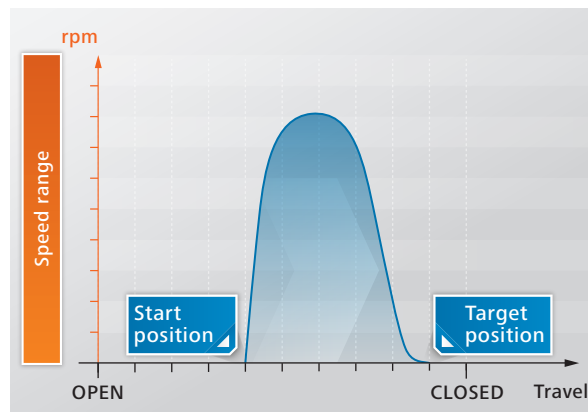 rpm
Speed range
Start
position
Target
position
OPEN
CLOSED
Travel